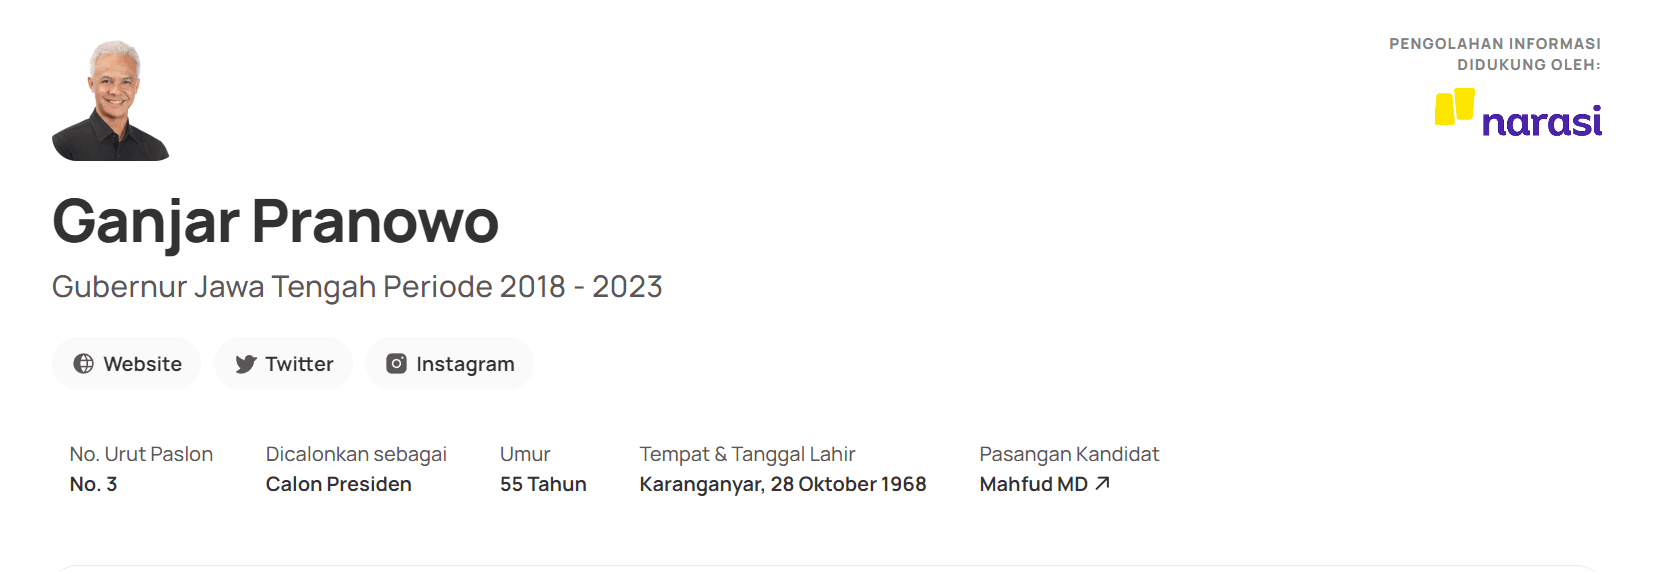 PENGOLAHAN INFORMASI
DIDUKUNG OLEH:
narasi
Ganjar Pranowo
Gubernur Jawa Tengah Periode 2018 - 2023
Website Twitter Instagram
No. Urut Paslon Dicalonkan sebagai Umur Tempat & Tanggal Lahir Pasangan Kandidat
No. 3 Calon Presiden 55 Tahun Karanganyar, 28 Oktober 1968 Mahfud MD